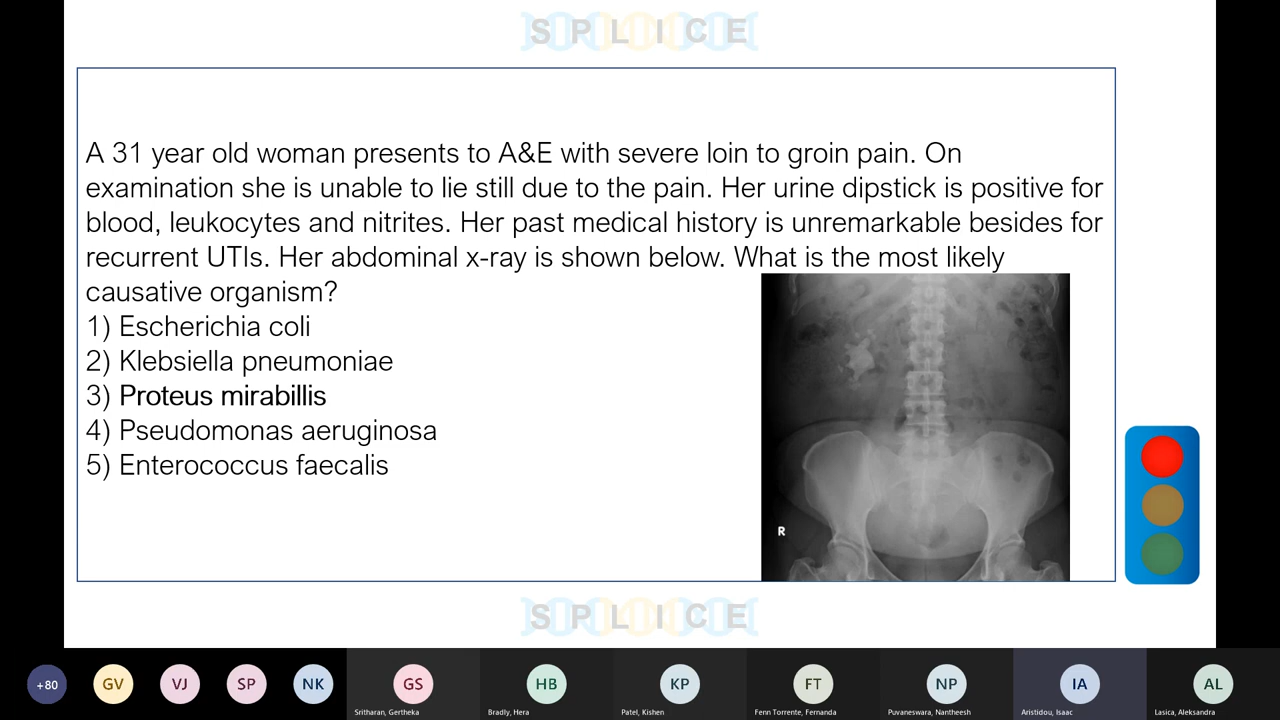 S P L I C E
A 31 year old woman presents to A&E with severe loin to groin pain. On
examination she is unable to lie still due to the pain. Her urine dipstick is positive for
blood, leukocytes and nitrites. Her past medical history is unremarkable besides for
recurrent UTIs. Her abdominal x-ray is shown below. What is the most likely
causative organism?
1) Escherichia coli
2) Klebsiella pneumoniae
3) Proteus mirabillis
4) Pseudomonas aeruginosa
5) Enterococcus faecalis
R
S P L I C E
+80 GV VJ SP NK GS HB KP FT NP IA AL
Sritharan, Gertheka Bradly, Hera Patel, Kishen Fenn Torrente, Fernanda Puvaneswara, Nantheesh Aristidou, Isaac Lasica, Aleksandra